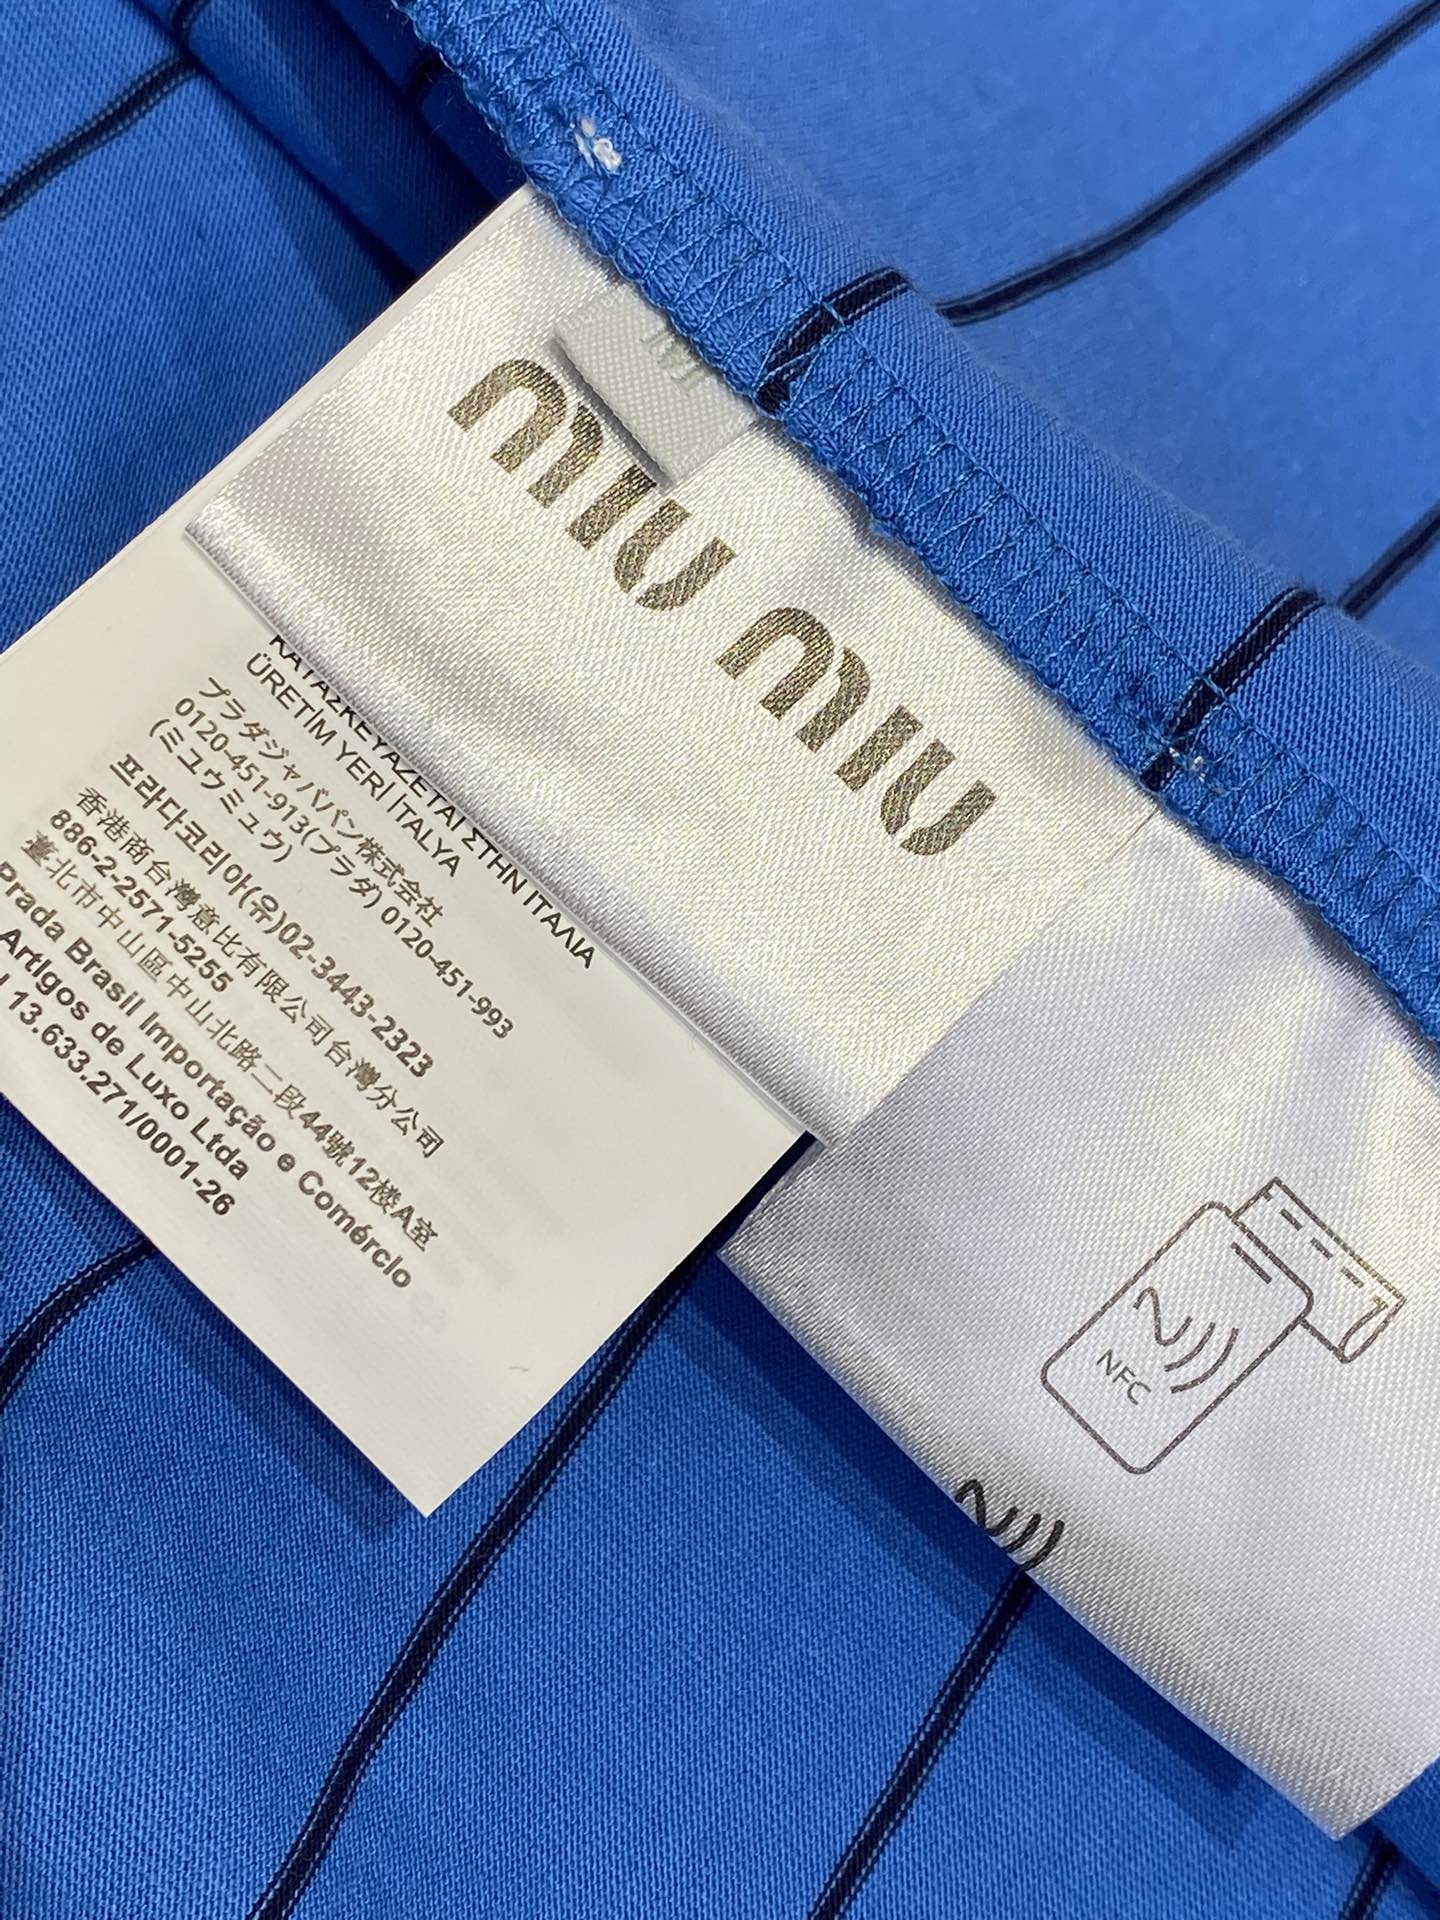 miu miu
ΚΑΤΑΣΚΕΥΑΖΕΤΑΙ ΣΤΗΝ ΙΤΑΛΙΑ
ÜRETİM YERİ İTALYA
プラダジャパン株式会社
0120-451-913(プラダ) 0120-451-993
(ミユウミュウ)
프라다코리아(유)02-3443-2323
香港商台灣意比有限公司台灣分公司
886-2-2571-5255
臺北市中山區中山北路二段44號12楼A室
Prada Brasil Importação e Comércio
Artigos de Luxo Ltda
13.633.271/0001-26
NFC